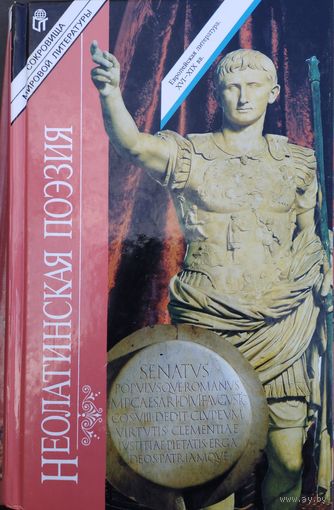 СОКРОВИЩА
МИРОВОЙ ЛИТЕРАТУРЫ
Европейская литература.
XVI–XIX вв.
НЕОЛАТИНСКАЯ ПОЭЗИЯ
SENATVS
POPVLVSQVE ROMANVS
IMP CAESARI DIVI F AVGVSTO
COS VIII DEDIT CLVPEVM
VIRTVTIS CLEMENTIAE
IVSTITIAE PIETATIS ERGA
DEOS PATRIAMQVE
www.ay.by